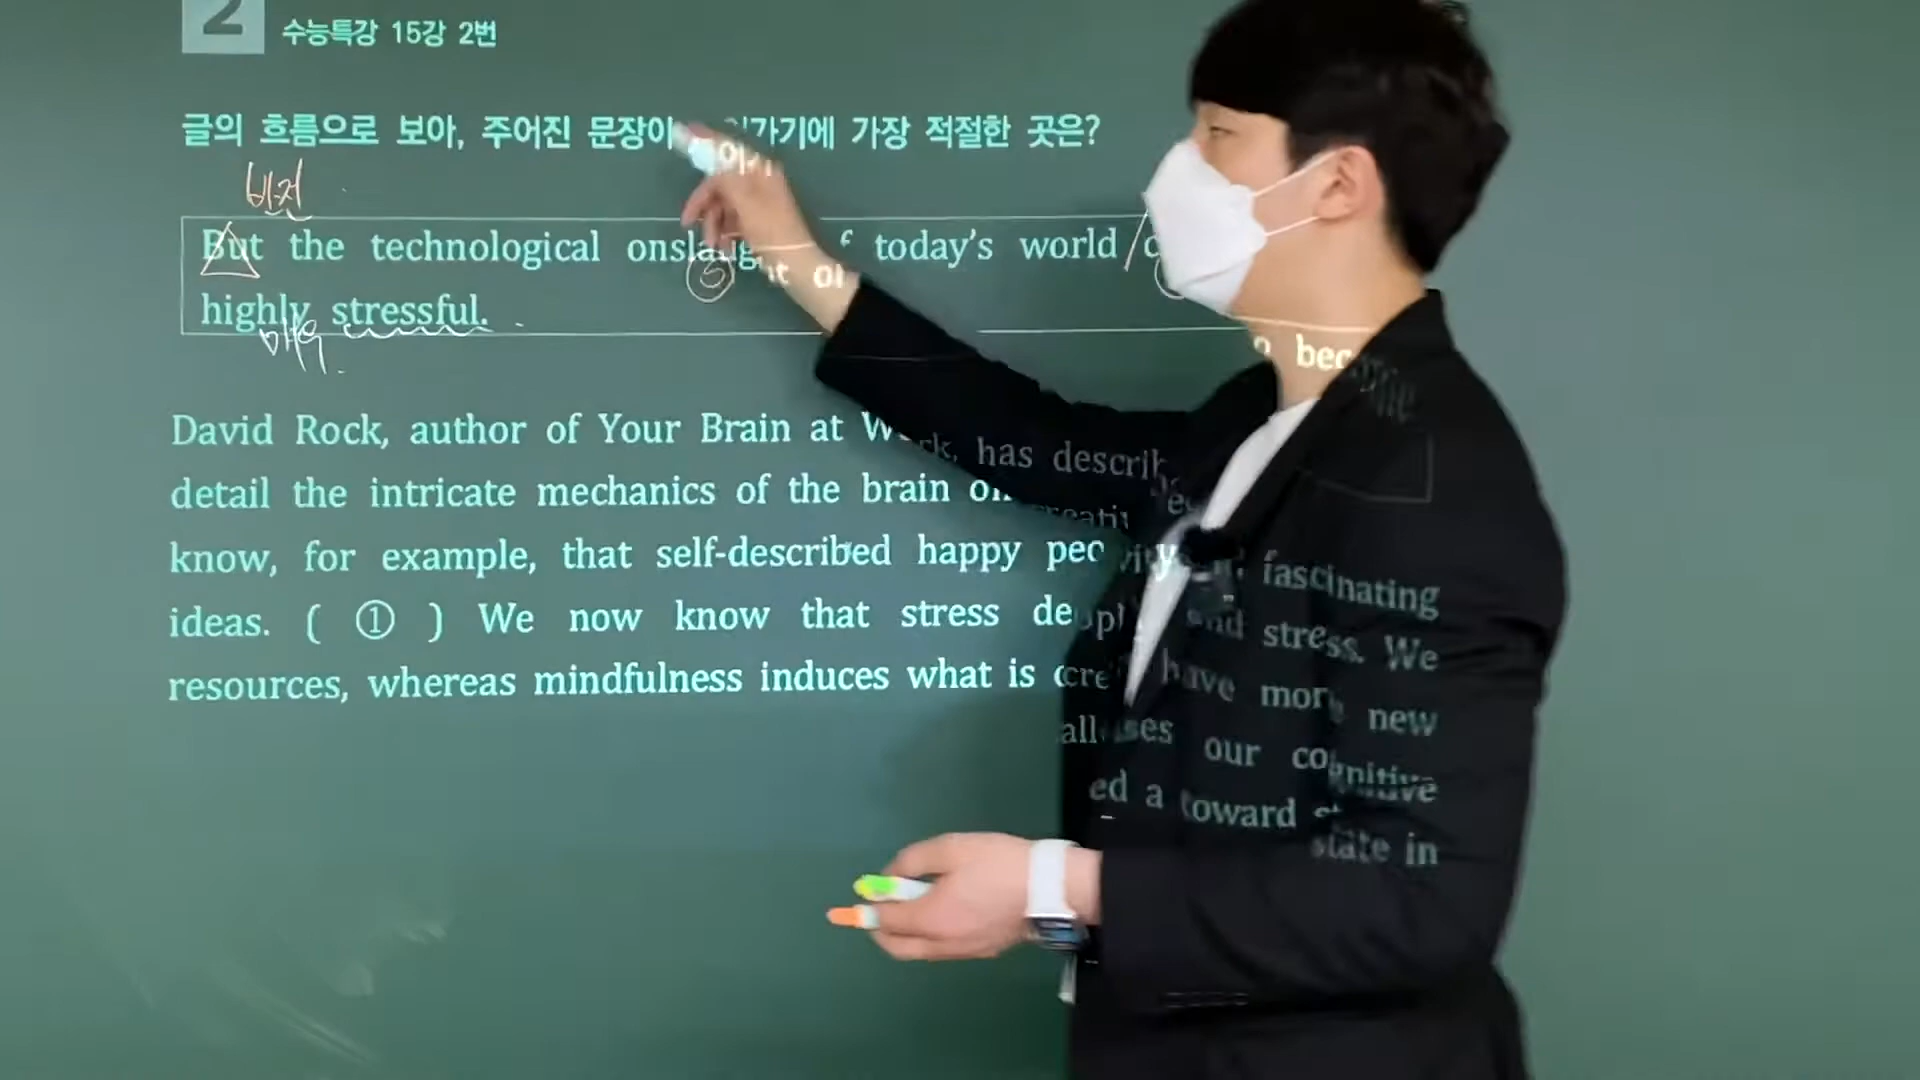 2 수능특강 15강 2번
글의 흐름으로 보아, 주어진 문장이 들어가기에 가장 적절한 곳은?
But the technological onslaught of today's world
become
highly stressful.
매우
David Rock, author of Your Brain at Work, has described
detail the intricate mechanics of the brain on creativity and stress. We
know, for example, that self-described happy people have more new
ideas. ( ① ) We now know that stress decreases our cognitive
resources, whereas mindfulness induces what is called a toward state in
fascinating